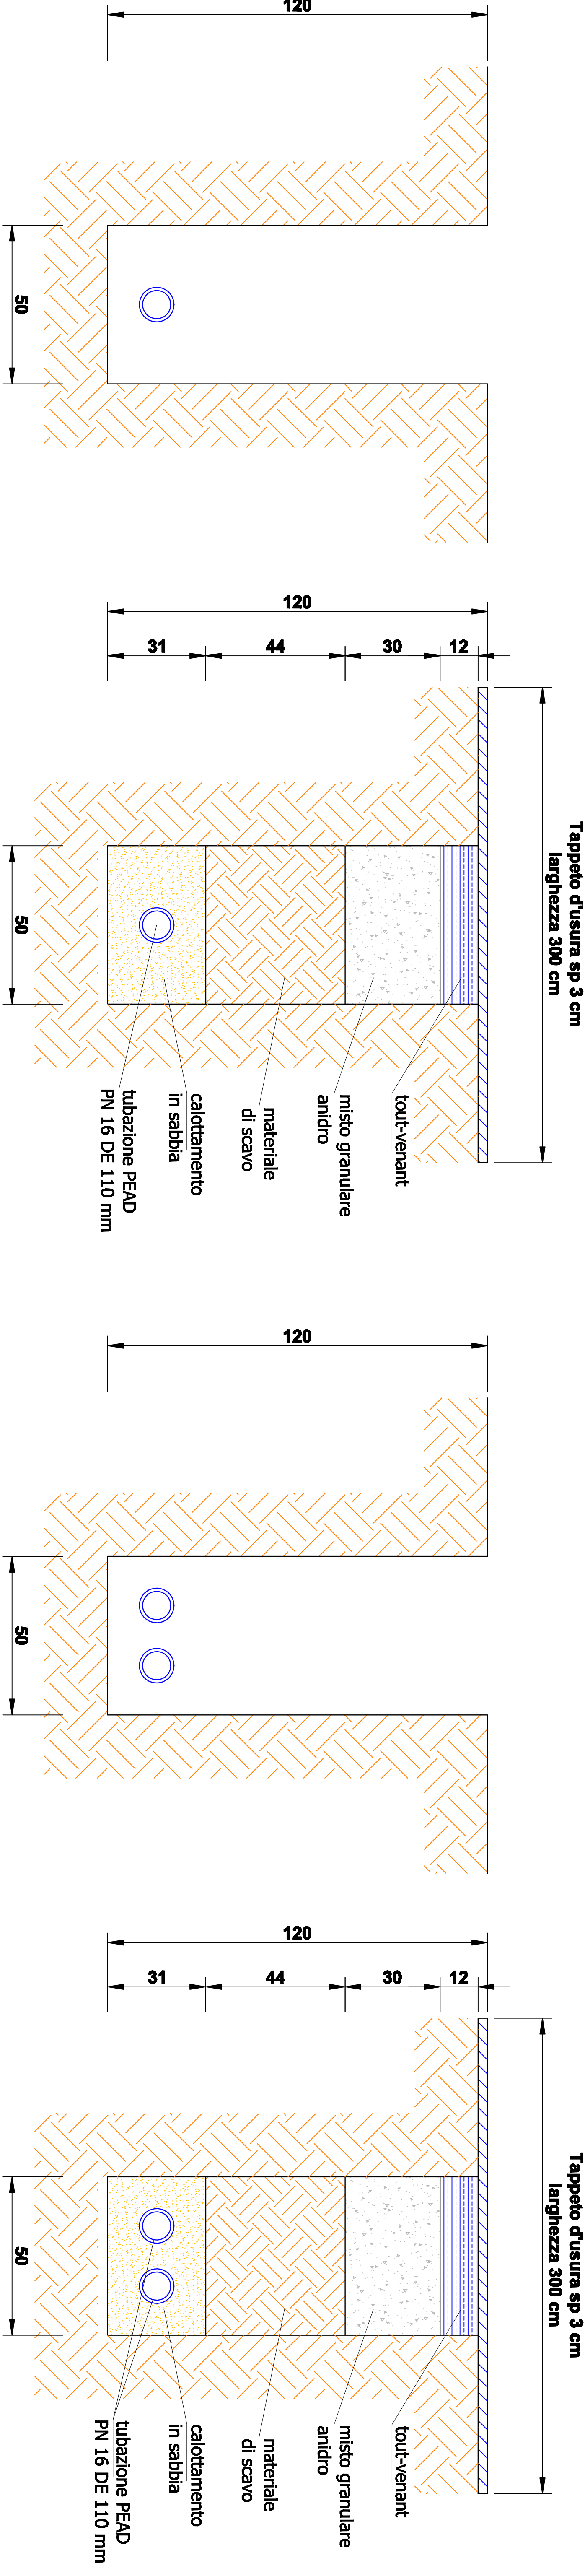 120
50
Tappeto d'usura sp 3 cm
larghezza 300 cm
120
12
30
44
31
tout-venant
misto granulare
anidro
materiale
di scavo
calottamento
in sabbia
tubazione PEAD
PN 16 DE 110 mm
50
120
50
Tappeto d'usura sp 3 cm
larghezza 300 cm
120
12
30
44
31
tout-venant
misto granulare
anidro
materiale
di scavo
calottamento
in sabbia
tubazione PEAD
PN 16 DE 110 mm
50